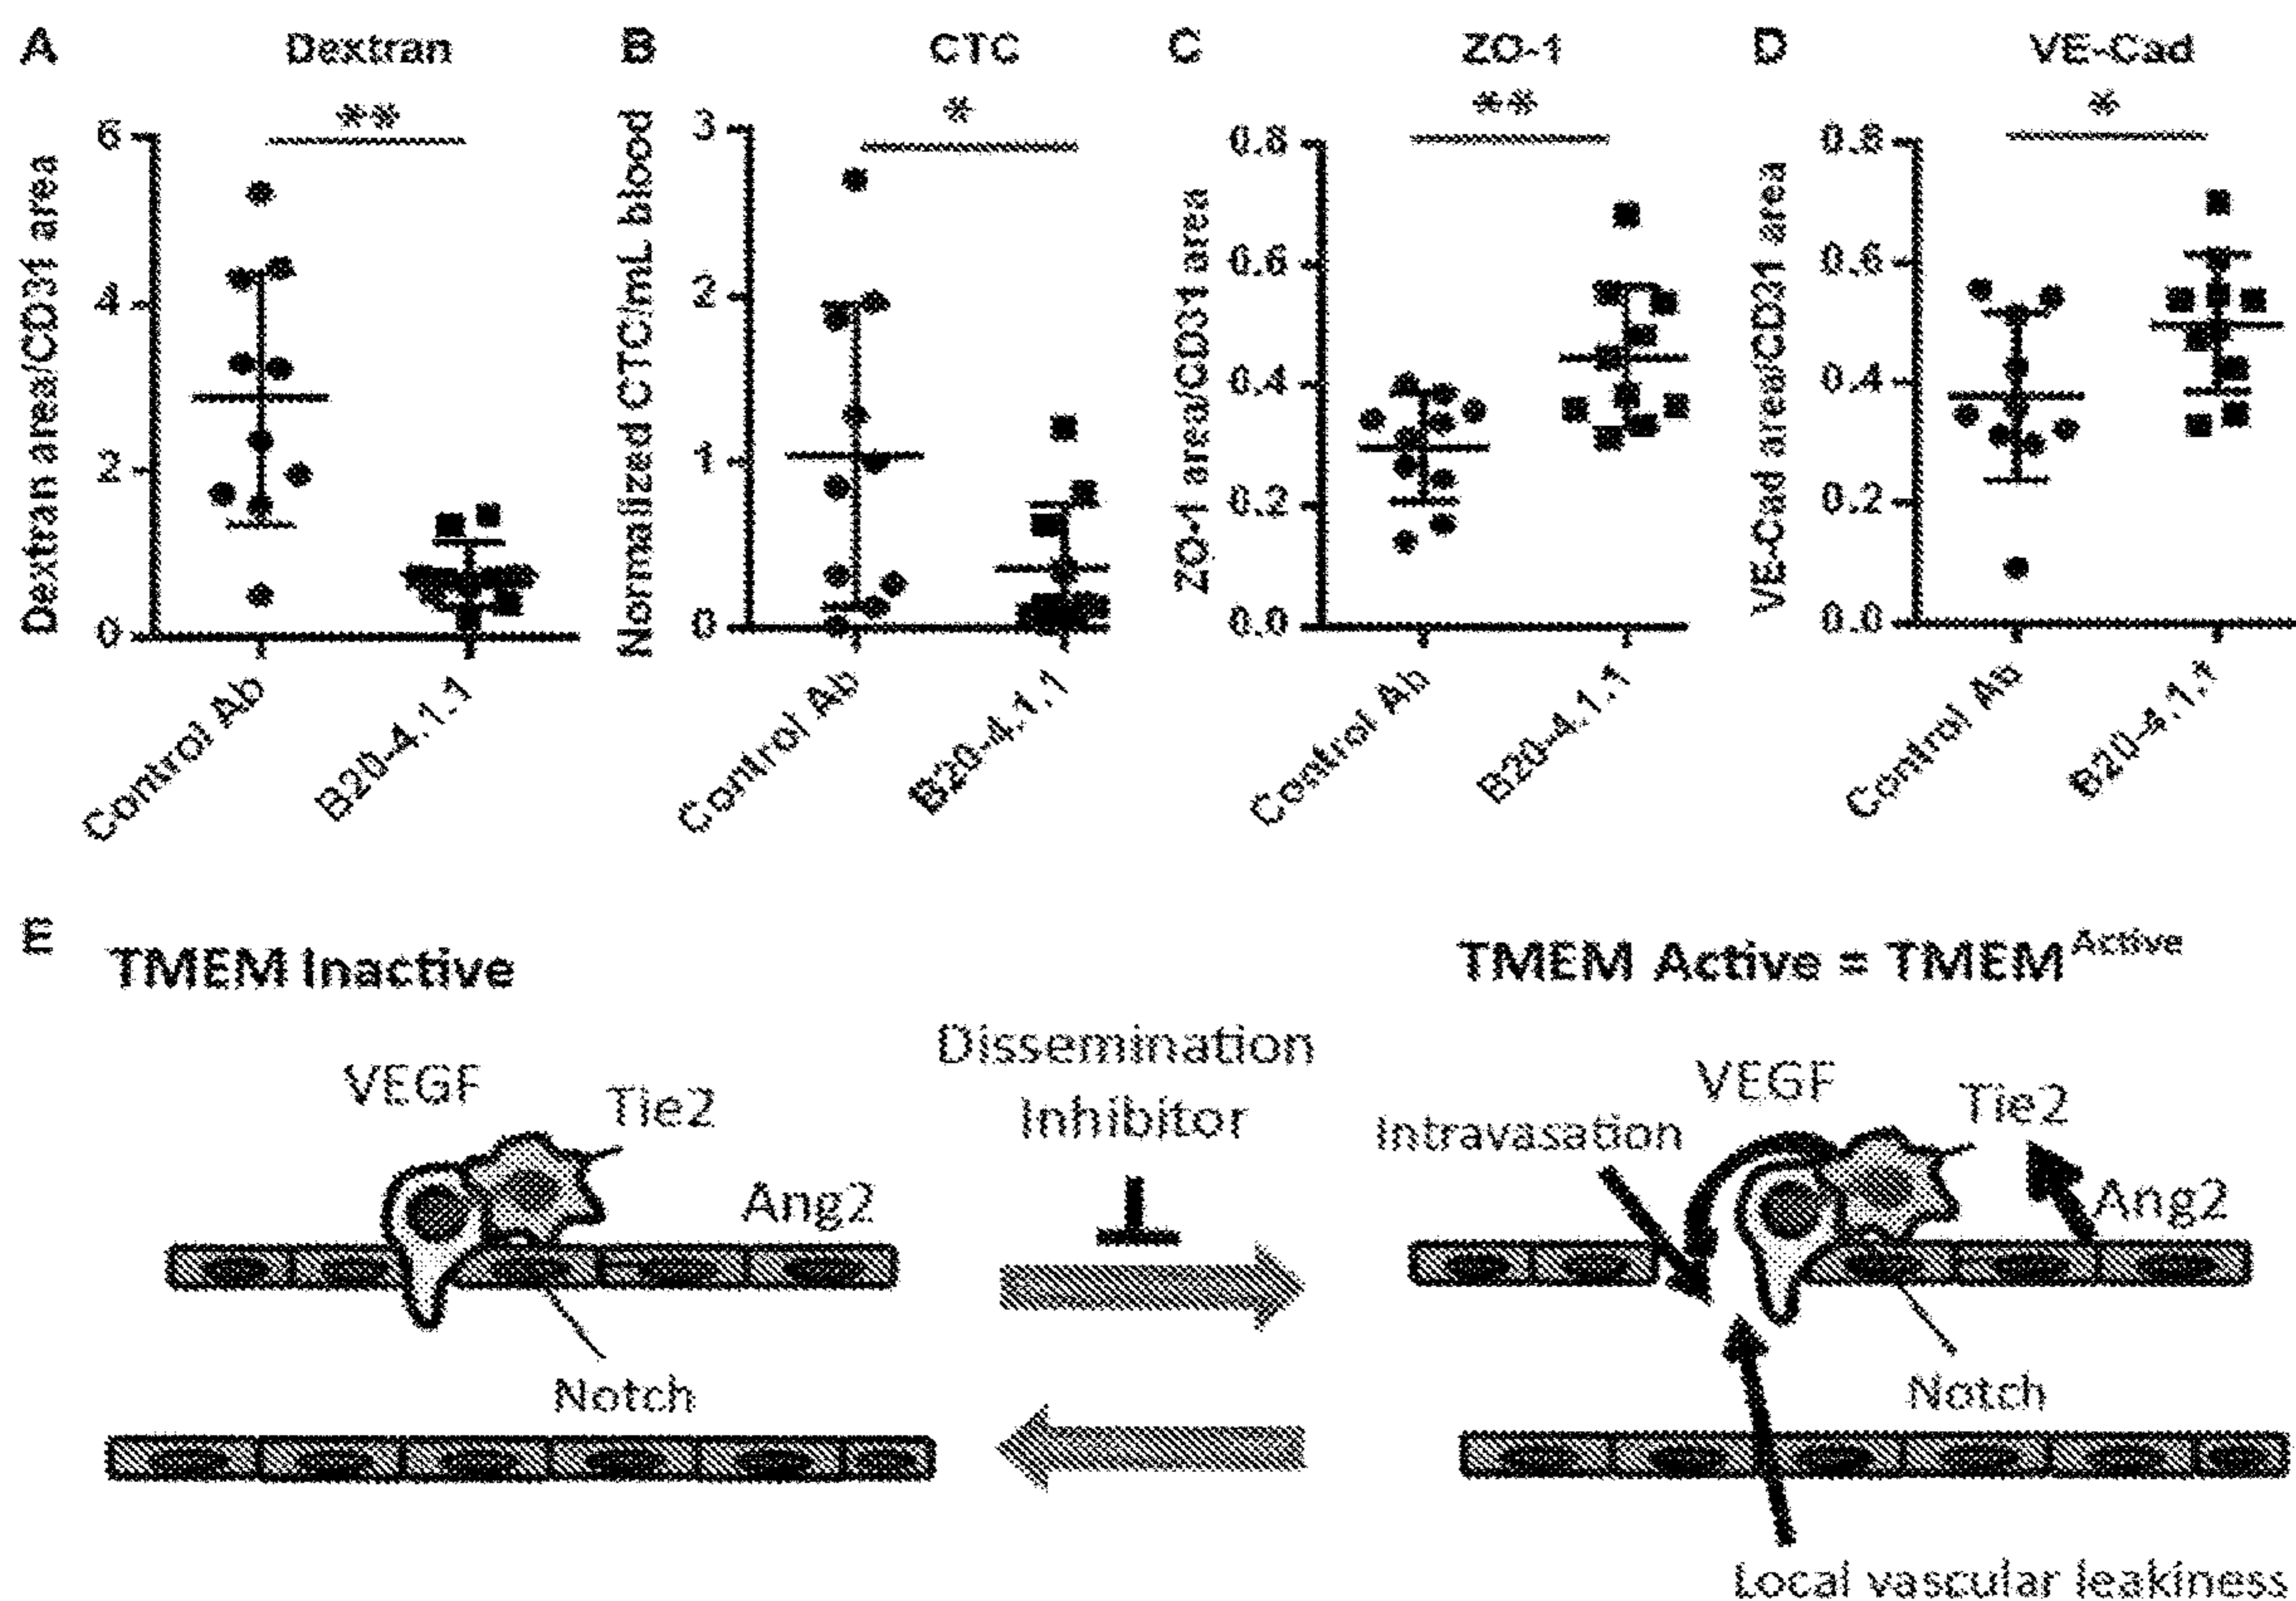 A
Dextran
**
Dextran area/CD31 area
6
4
2
0
Control Ab
B20-4.1.1
B
CTC
*
Normalized CTC/mL blood
3
2
1
0
Control Ab
B20-4.1.1
C
ZO-1
**
ZO-1 area/CD31 area
0.8
0.6
0.4
0.2
0.0
Control Ab
B20-4.1.1
D
VE-Cad
*
VE-Cad area/CD31 area
0.8
0.6
0.4
0.2
0.0
Control Ab
B20-4.1.1
E
TMEM Inactive
VEGF
Tie2
Ang2
Notch
Dissemination
Inhibitor
TMEM Active = TMEM^Active
VEGF
Tie2
Intravasation
Ang2
Notch
Local vascular leakiness